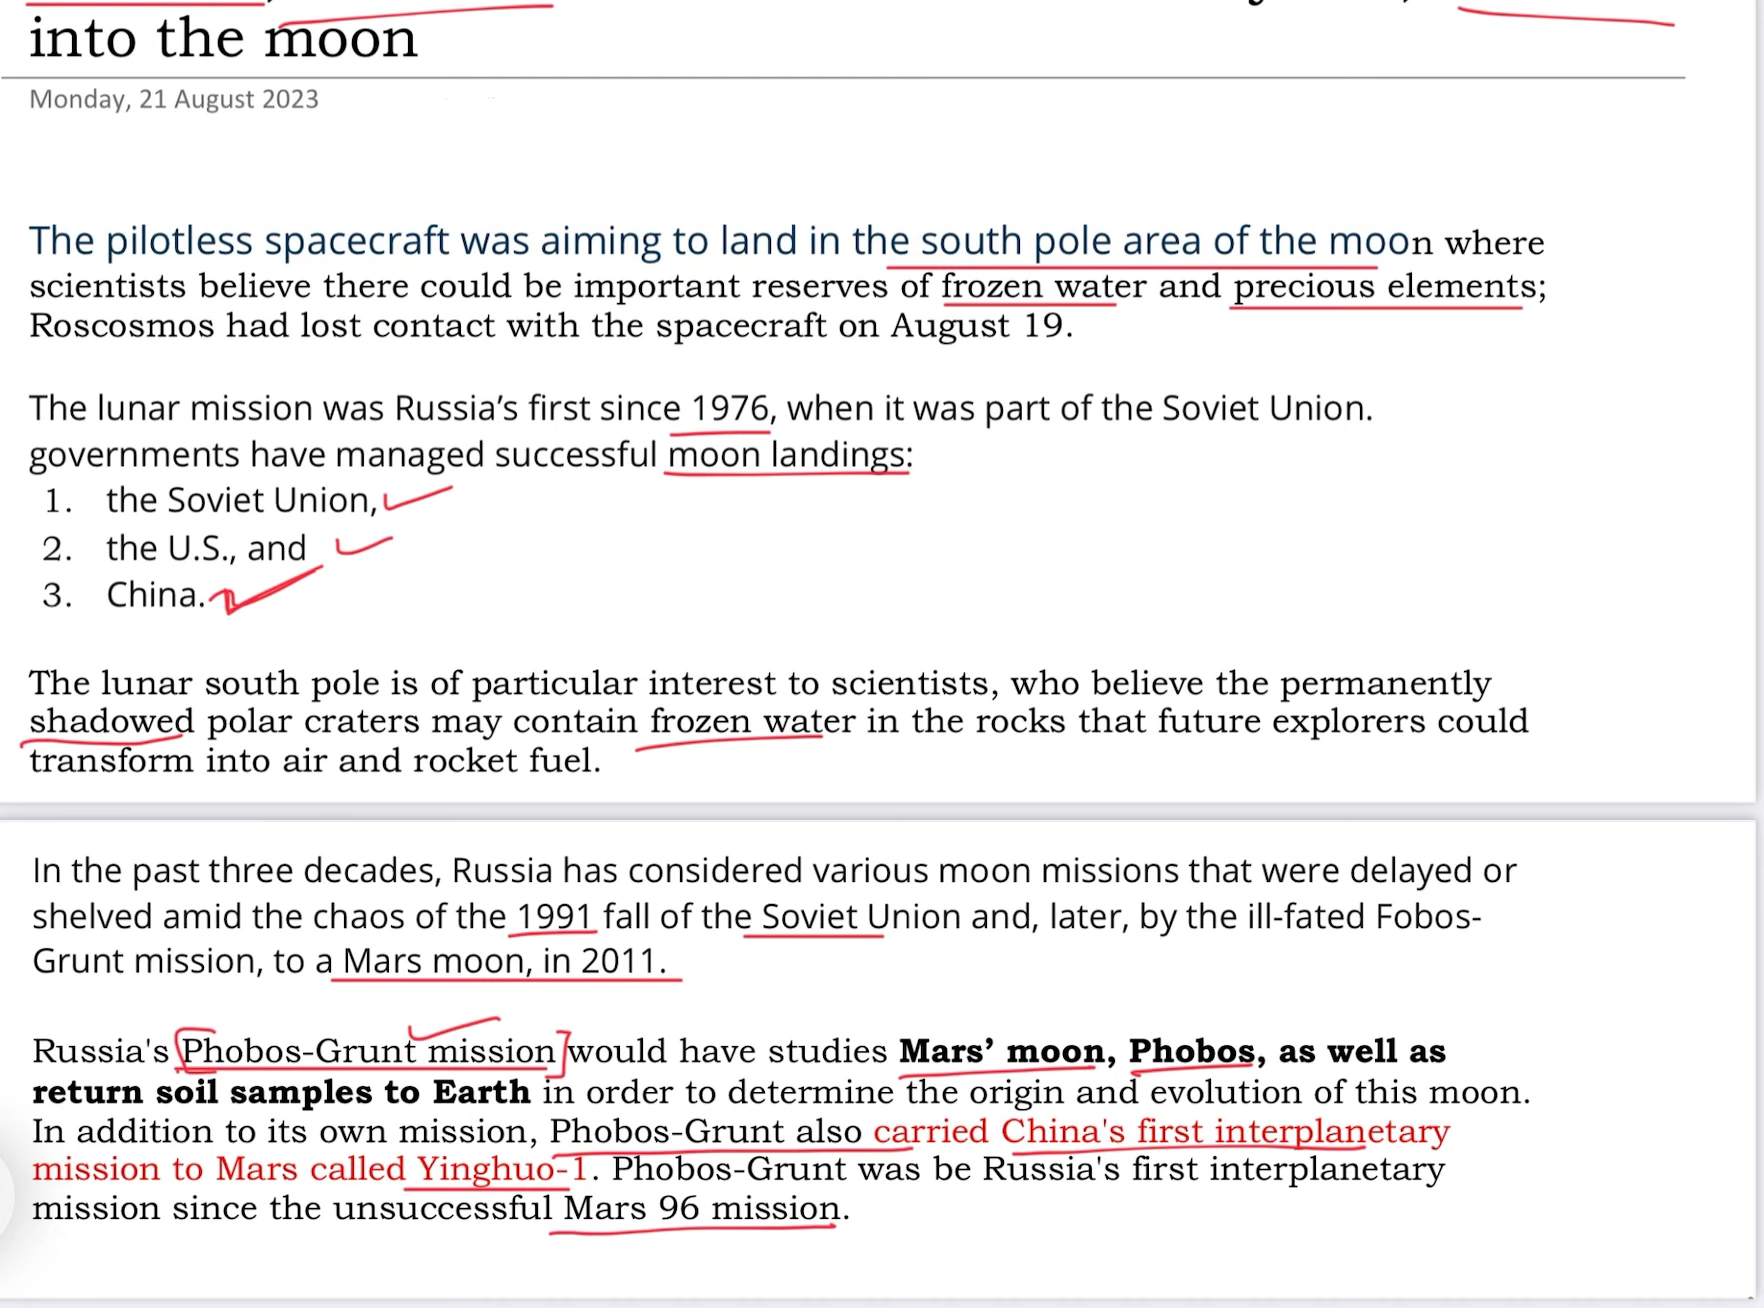 into the moon
Monday, 21 August 2023
The pilotless spacecraft was aiming to land in the south pole area of the moon where
scientists believe there could be important reserves of frozen water and precious elements;
Roscosmos had lost contact with the spacecraft on August 19.
The lunar mission was Russia’s first since 1976, when it was part of the Soviet Union.
governments have managed successful moon landings:
1. the Soviet Union,
2. the U.S., and
3. China.
The lunar south pole is of particular interest to scientists, who believe the permanently
shadowed polar craters may contain frozen water in the rocks that future explorers could
transform into air and rocket fuel.
In the past three decades, Russia has considered various moon missions that were delayed or
shelved amid the chaos of the 1991 fall of the Soviet Union and, later, by the ill-fated Fobos-
Grunt mission, to a Mars moon, in 2011.
Russia's Phobos-Grunt mission would have studies Mars’ moon, Phobos, as well as
return soil samples to Earth in order to determine the origin and evolution of this moon.
In addition to its own mission, Phobos-Grunt also carried China's first interplanetary
mission to Mars called Yinghuo-1. Phobos-Grunt was be Russia's first interplanetary
mission since the unsuccessful Mars 96 mission.